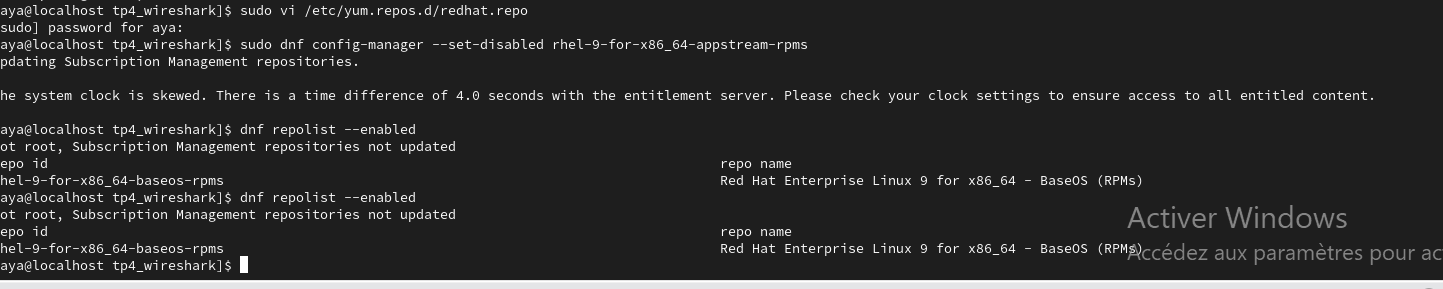 aya@localhost tp4_wireshark]$ sudo vi /etc/yum.repos.d/redhat.repo
sudo] password for aya:
aya@localhost tp4_wireshark]$ sudo dnf config-manager --set-disabled rhel-9-for-x86_64-appstream-rpms
pdating Subscription Management repositories.
he system clock is skewed. There is a time difference of 4.0 seconds with the entitlement server. Please check your clock settings to ensure access to all entitled content.
aya@localhost tp4_wireshark]$ dnf repolist --enabled
ot root, Subscription Management repositories not updated
epo id repo name
hel-9-for-x86_64-baseos-rpms Red Hat Enterprise Linux 9 for x86_64 - BaseOS (RPMs)
aya@localhost tp4_wireshark]$ dnf repolist --enabled
ot root, Subscription Management repositories not updated
epo id repo name
hel-9-for-x86_64-baseos-rpms Red Hat Enterprise Linux 9 for x86_64 - BaseOS (RPMs)
aya@localhost tp4_wireshark]$
Activer Windows
Accédez aux paramètres pour ac